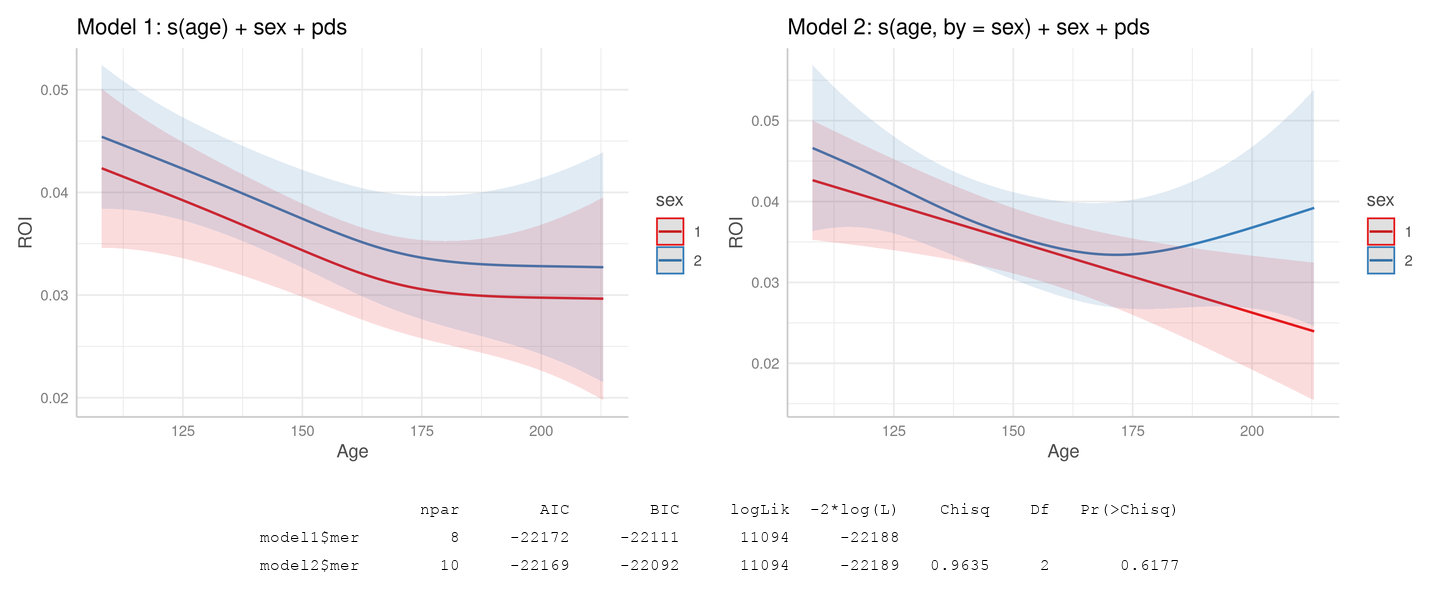 Model 1: s(age) + sex + pds
0.05
0.04
0.03
0.02
ROI
125 150 175 200
Age
sex
1
2
Model 2: s(age, by = sex) + sex + pds
0.05
0.04
0.03
0.02
ROI
125 150 175 200
Age
sex
1
2
npar AIC BIC logLik -2*log(L) Chisq Df Pr(>Chisq)
model1$mer 8 -22172 -22111 11094 -22188
model2$mer 10 -22169 -22092 11094 -22189 0.9635 2 0.6177